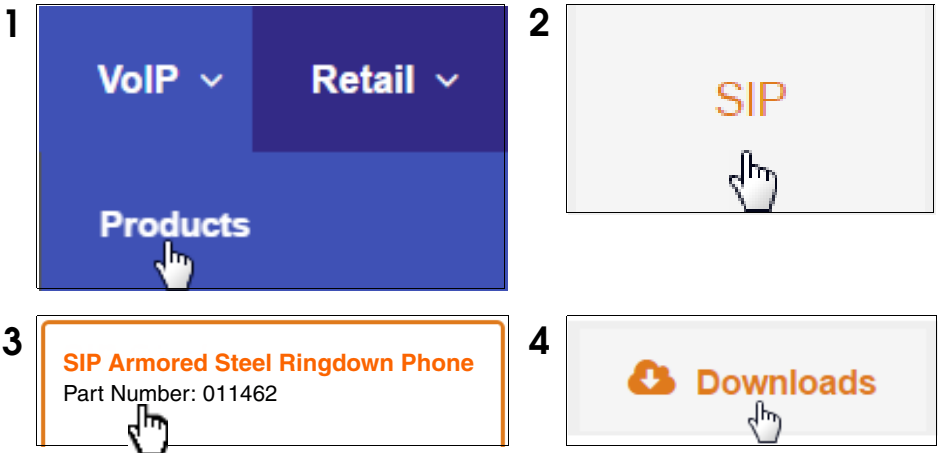 1
VoIP
Retail
Products
2
SIP
3
SIP Armored Steel Ringdown Phone
Part Number: 011462
4
Downloads